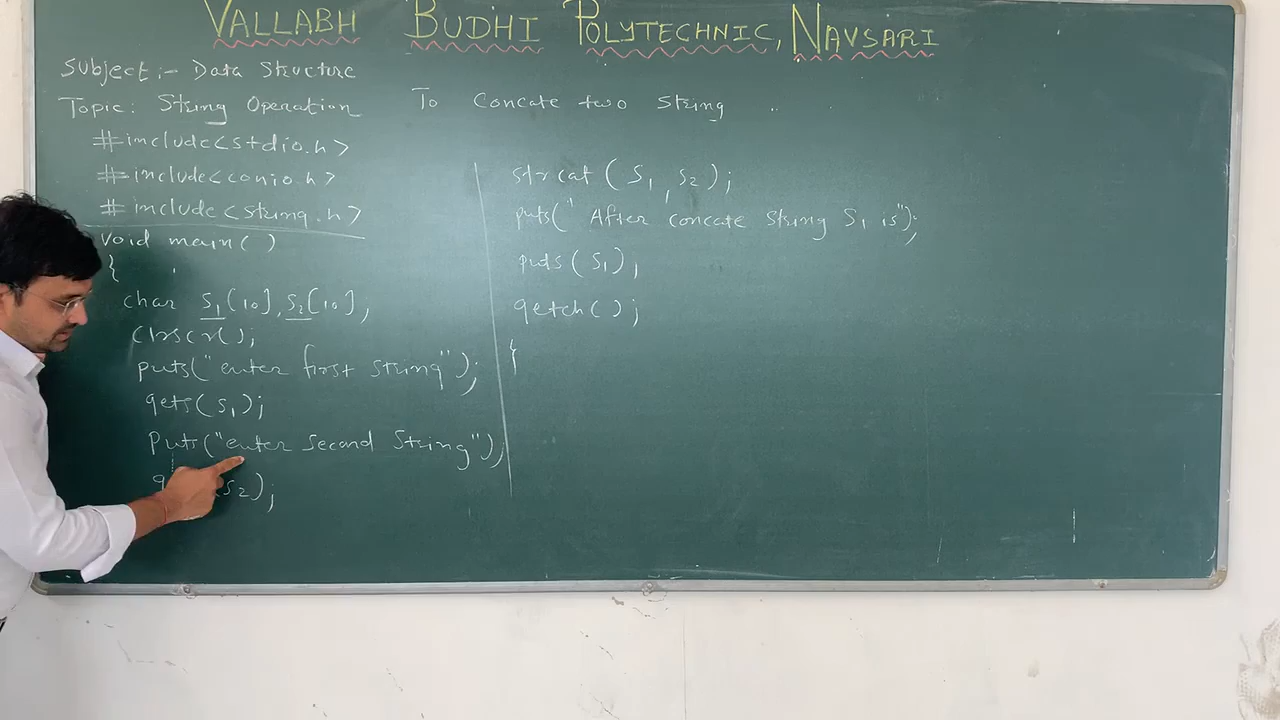 VALLABH BUDHI POLYTECHNIC, NAVSARI
Subject:- Data Structure
Topic: String Operation To Concate two string
#include<stdio.h>
#include<conio.h>
#include<string.h>
void main()
{
char S1[10], S2[10],
clrscr();
puts("enter first string");
gets(S1);
Puts("enter Second String");
S2);
strcat(S1, S2);
puts(" After concate String S1 is");
puts(S1);
getch();
}